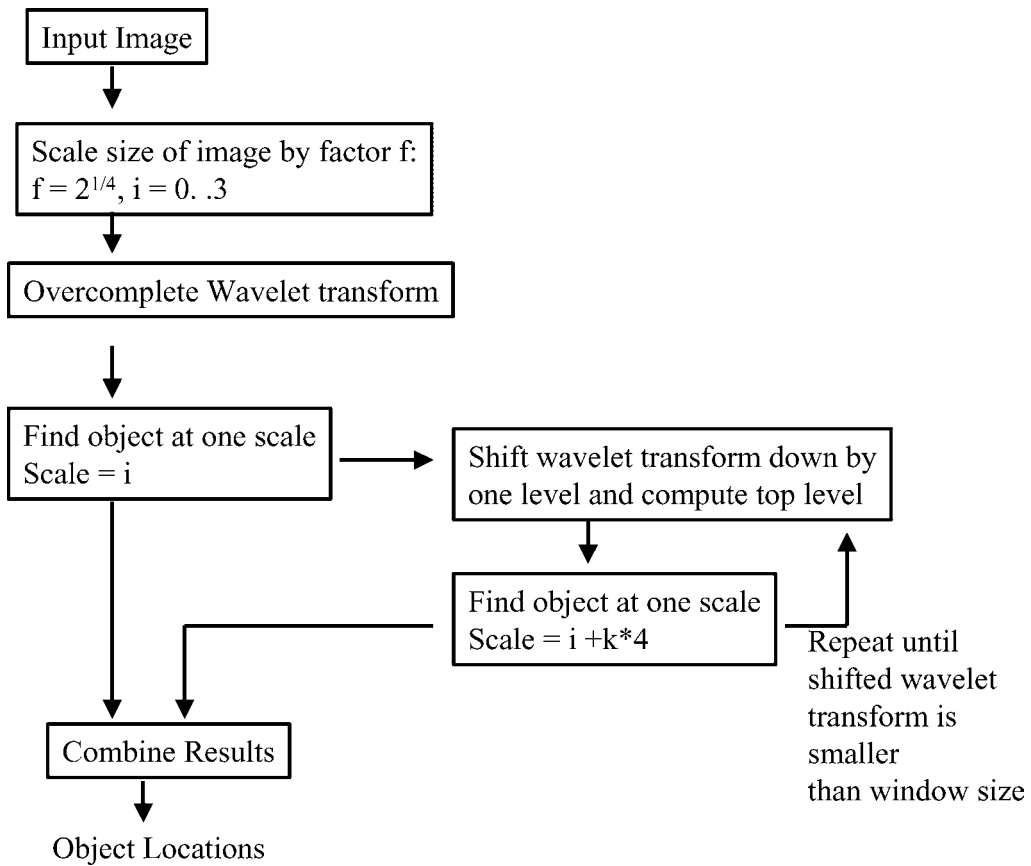 Input Image
Scale size of image by factor f:
f = 2^{1/4}, i = 0. .3
Overcomplete Wavelet transform
Find object at one scale
Scale = i
Shift wavelet transform down by
one level and compute top level
Find object at one scale
Scale = i +k*4
Repeat until
shifted wavelet
transform is
smaller
than window size
Combine Results
Object Locations